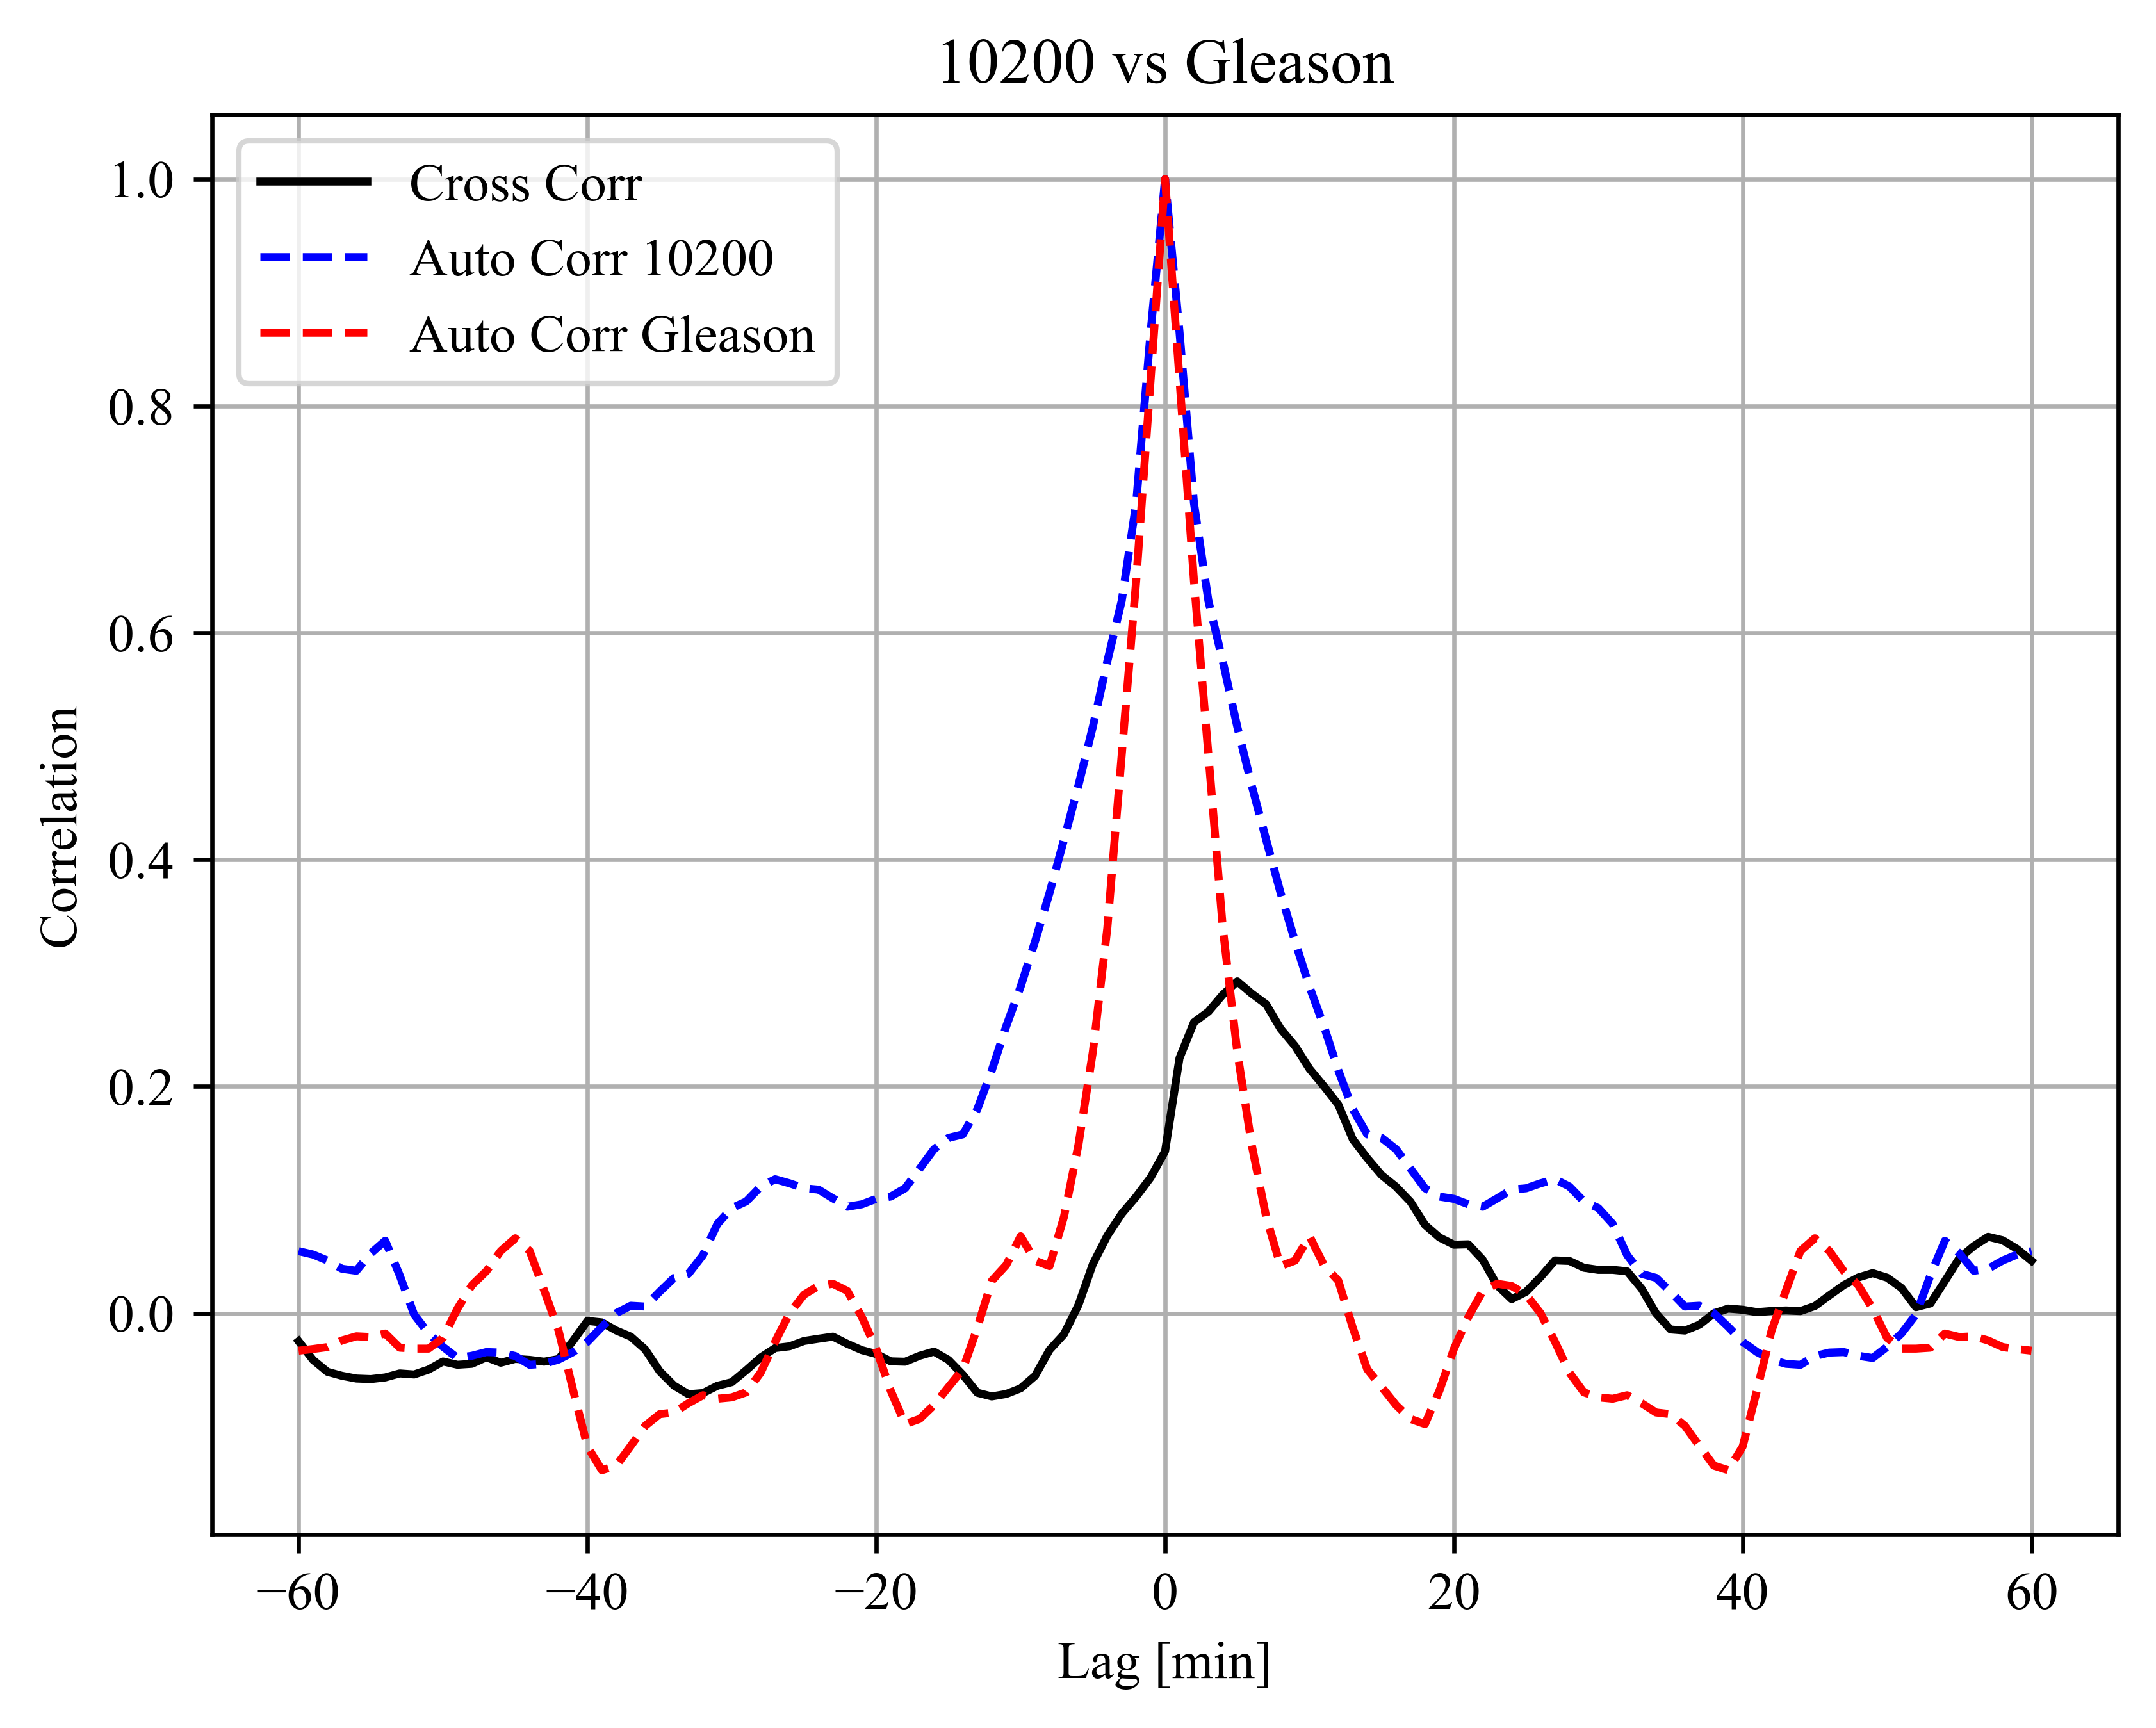 10200 vs Gleason
Cross Corr
Auto Corr 10200
Auto Corr Gleason
1.0
0.8
0.6
0.4
0.2
0.0
Correlation
−60 −40 −20 0 20 40 60
Lag [min]